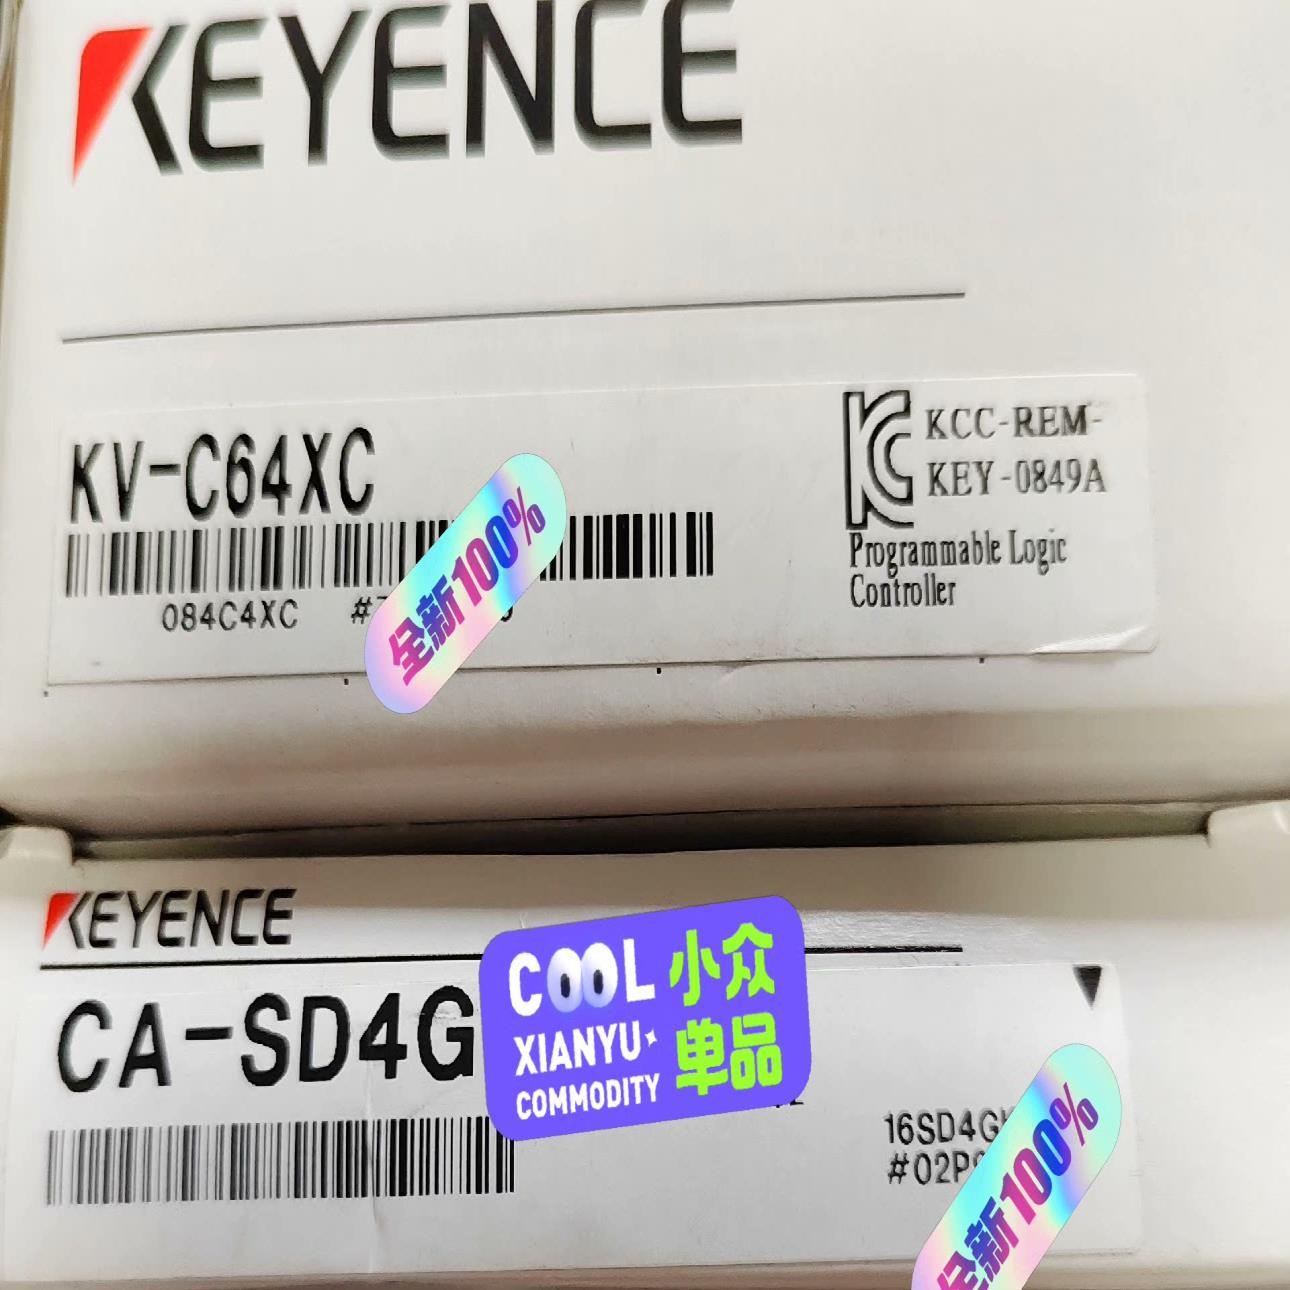 KEYENCE
KV-C64XC
084C4XC
KCC-REM-
KEY-0849A
Programmable Logic
Controller
全新100%
KEYENCE
CA-SD4G
COOL
XIANYU
COMMODITY
小众
单品
16SD4G
#02P
全新100%